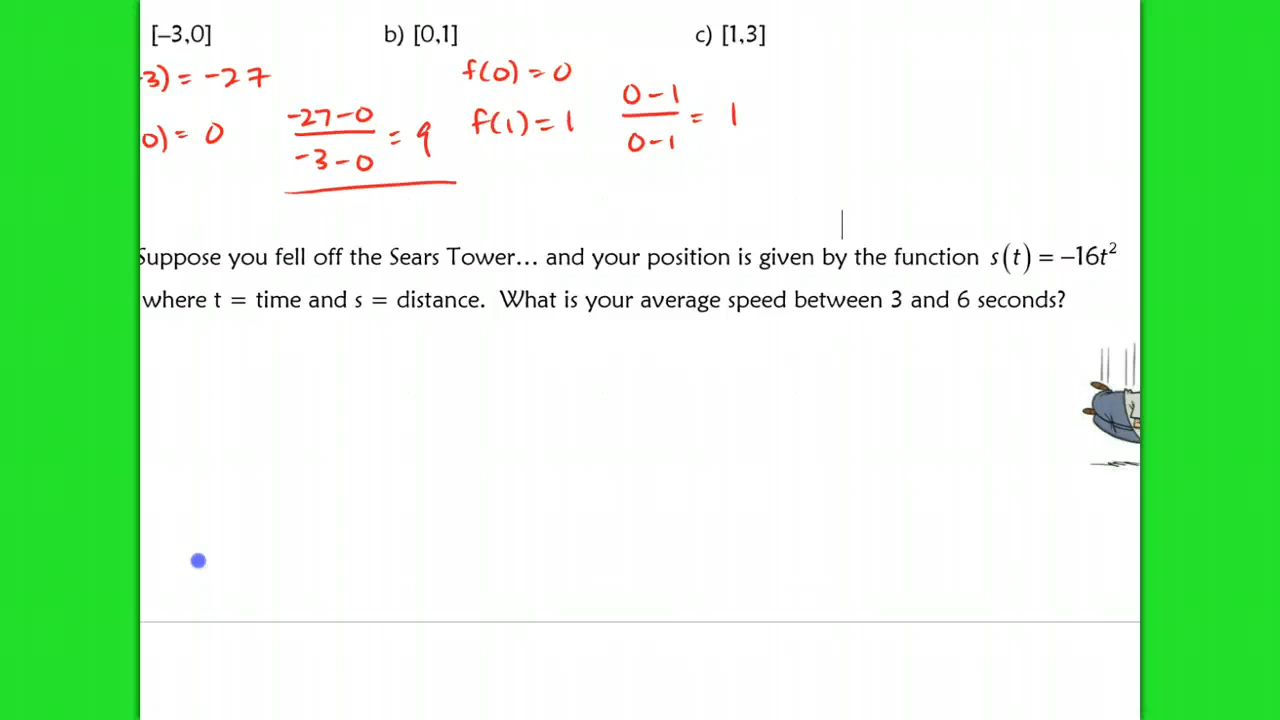 [–3,0] b) [0,1] c) [1,3]
3) = -27 f(0) = 0
0) = 0 -27-0 / -3-0 = 9 f(1) = 1 0-1 / 0-1 = 1
Suppose you fell off the Sears Tower… and your position is given by the function s(t) = –16t²
where t = time and s = distance. What is your average speed between 3 and 6 seconds?